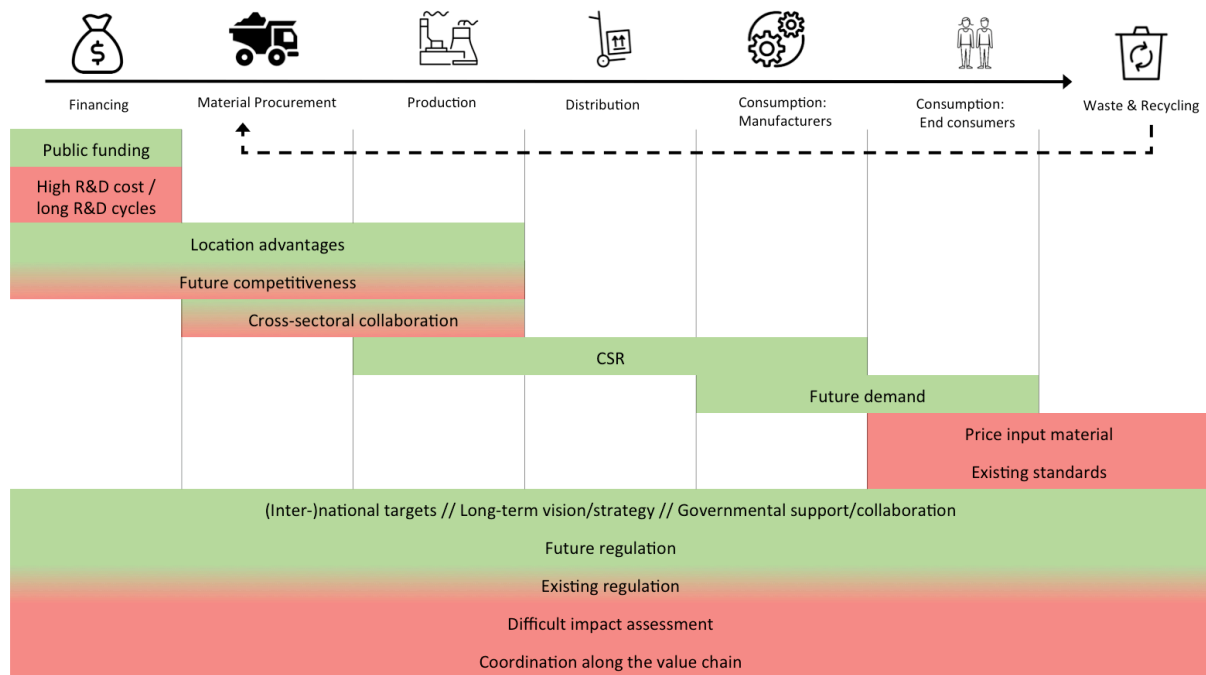 $
Financing
Material Procurement
Production
Distribution
Consumption:
Manufacturers
Consumption:
End consumers
Waste & Recycling
Public funding
High R&D cost /
long R&D cycles
Location advantages
Future competitiveness
Cross-sectoral collaboration
CSR
Future demand
Price input material
Existing standards
(Inter-)national targets // Long-term vision/strategy // Governmental support/collaboration
Future regulation
Existing regulation
Difficult impact assessment
Coordination along the value chain